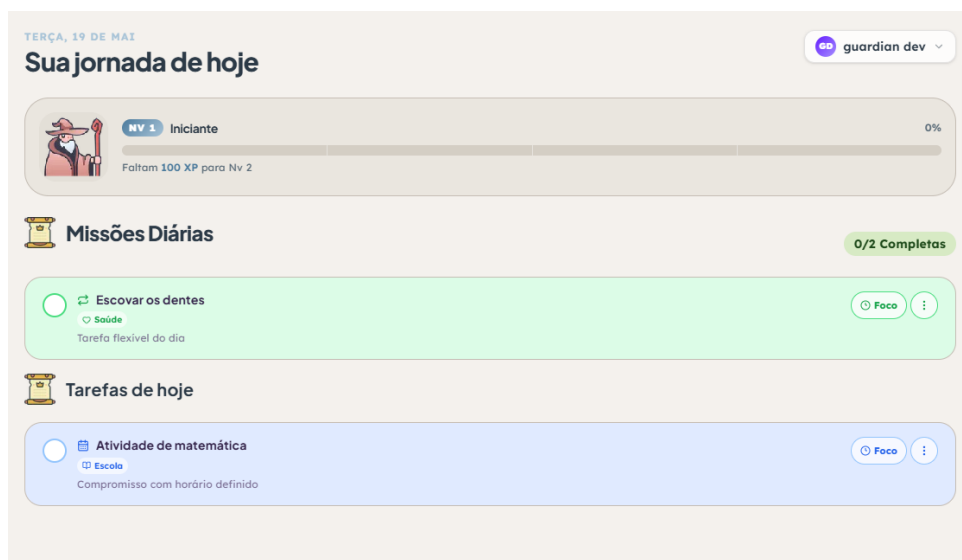 TERÇA, 19 DE MAI
Sua jornada de hoje
GD guardian dev
NV 1 Iniciante
0%
Faltam 100 XP para Nv 2
Missões Diárias
0/2 Completas
Escovar os dentes
Foco
Saúde
Tarefa flexível do dia
Tarefas de hoje
Atividade de matemática
Foco
Escola
Compromisso com horário definido